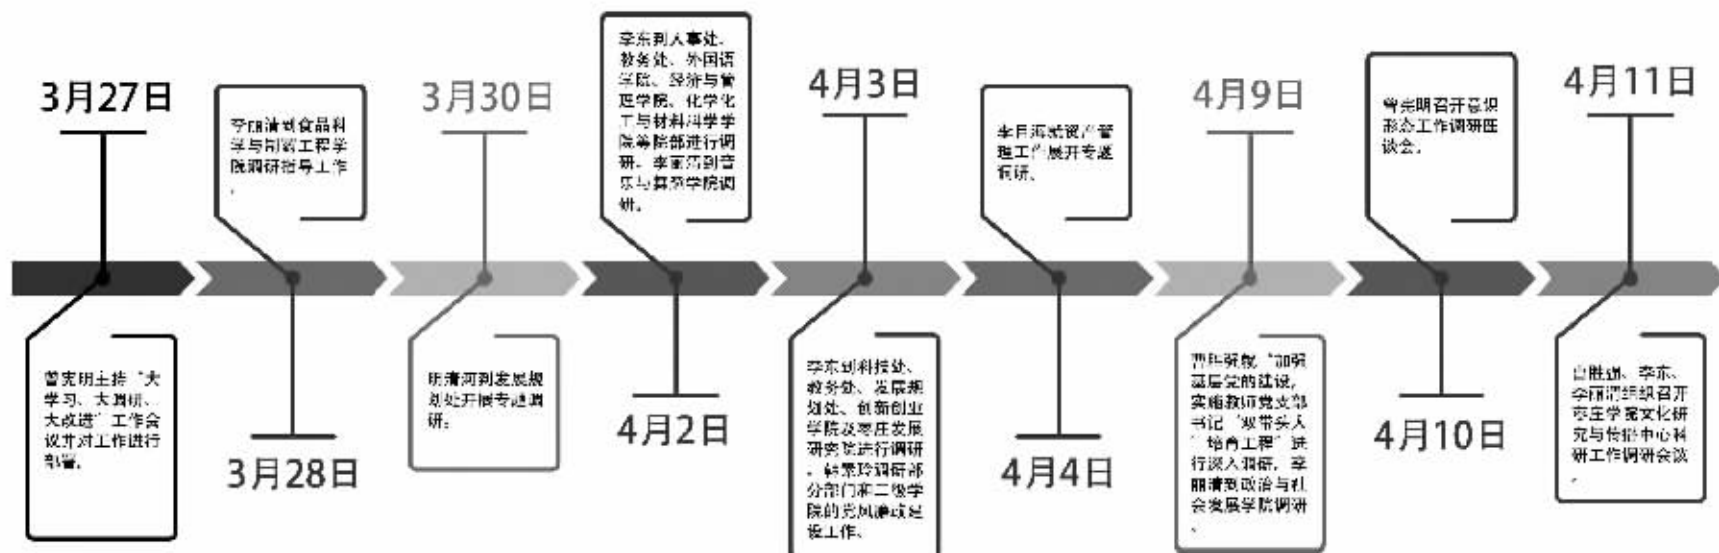 3月27日
曾宪明主持“大
学习、大调研、
大改进”工作会
议并对工作进行
部署。
李丽清到食品科
学与制药工程学
院调研指导工作
。
3月28日
3月30日
明清河到发展规
划处开展专题调
研。
李东到人事处、
教务处、外国语
学院、经济与管
理学院、化学化
工与材料科学学
院等院部进行调
研。李丽清到音
乐与舞蹈学院调
研。
4月2日
4月3日
李东到科技处、
教务处、发展规
划处、创新创业
学院及枣庄发展
研究院进行调研
。韩素玲调研部
分部门和二级学
院的党风廉政建
设工作。
海就资产管
理工作展开专题
调研。
4月4日
4月9日
曹胜强就“加强
基层党的建设，
实施教师党支部
书记‘双带头人
’培育工程”进
行深入调研。李
丽清到政治与社
会发展学院调研
。
曾宪明召开意识
形态工作调研座
谈会。
4月10日
4月11日
曹胜强、李东、
李丽清组织召开
枣庄学院文化研
究与传播中心科
研工作调研会议
。